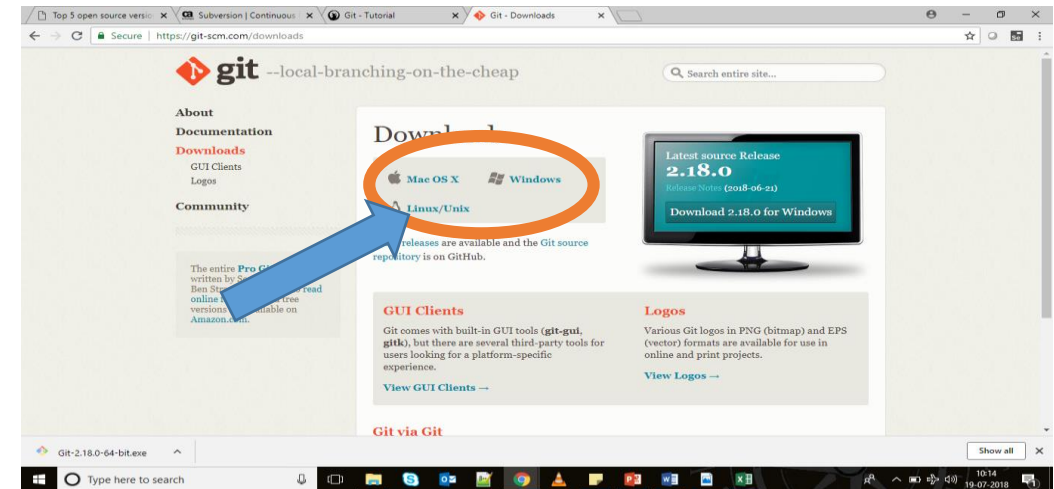 Top 5 open source versio
Subversion | Continuous
Git - Tutorial
Git - Downloads
Secure
https://git-scm.com/downloads
git --local-branching-on-the-cheap
Search entire site...
About
Documentation
Downloads
GUI Clients
Logos
Community
The entire Pro G
written by S
Ben Str read
online tree
versions able on
Amazon.com.
Mac OS X
Windows
Linux/Unix
releases are available and the Git source
repository is on GitHub.
Latest source Release
2.18.0
Release Notes (2018-06-21)
Download 2.18.0 for Windows
GUI Clients
Git comes with built-in GUI tools (git-gui,
gitk), but there are several third-party tools for
users looking for a platform-specific
experience.
View GUI Clients →
Logos
Various Git logos in PNG (bitmap) and EPS
(vector) formats are available for use in
online and print projects.
View Logos →
Git via Git
Git-2.18.0-64-bit.exe
Show all
Type here to search
10:14
19-07-2018